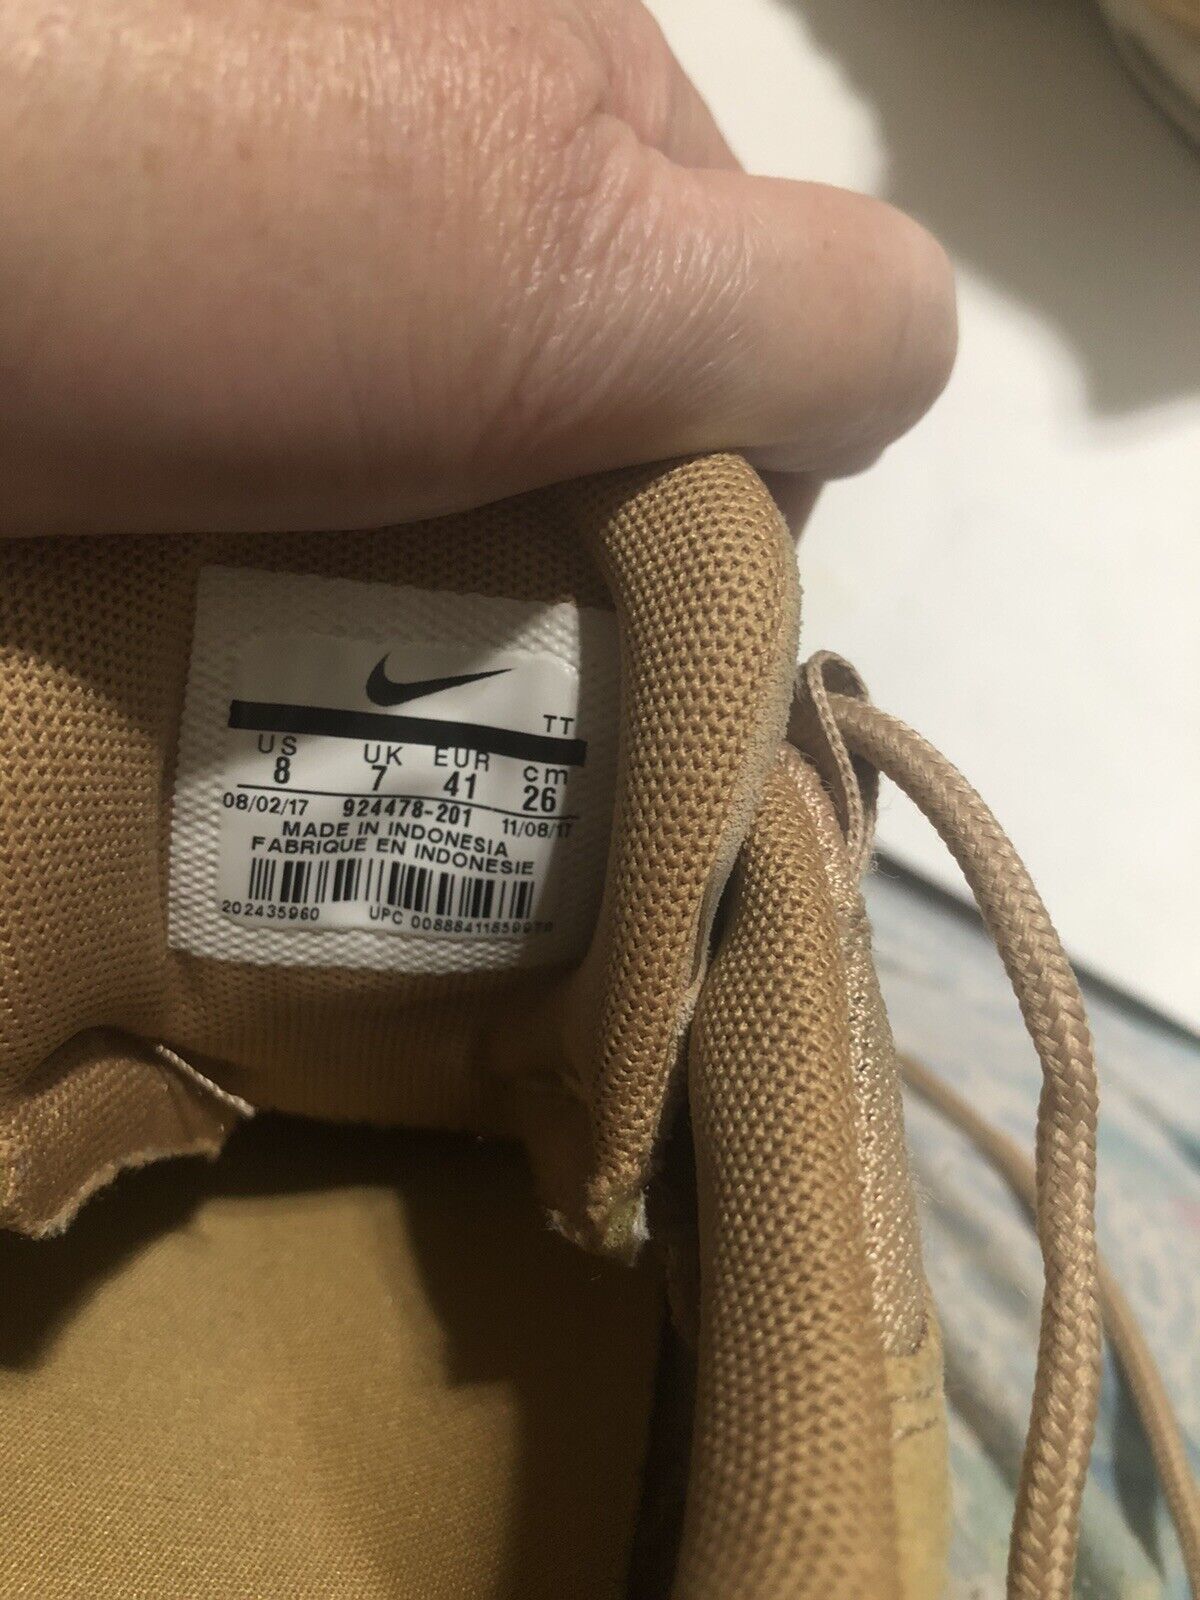 TT
US UK EUR cm
8 7 41 26
08/02/17 924478-201 11/08/17
MADE IN INDONESIA
FABRIQUE EN INDONESIE
202435960 UPC